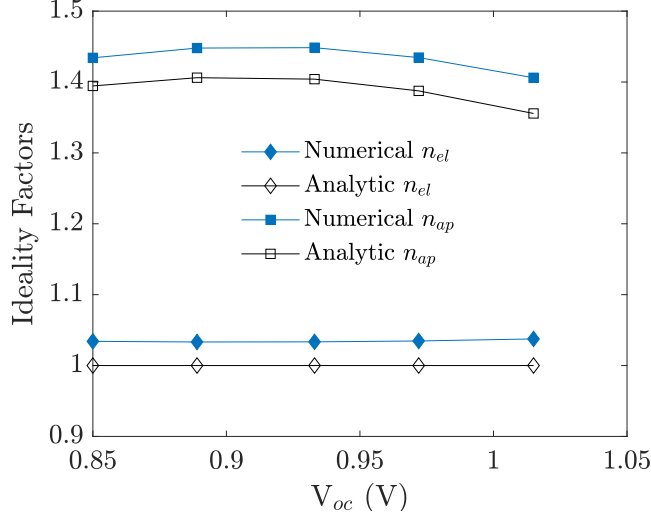 1.5
1.4
1.3
1.2
1.1
1
0.9
Ideality Factors
Numerical n_el
Analytic n_el
Numerical n_ap
Analytic n_ap
0.85 0.9 0.95 1 1.05
V_oc (V)